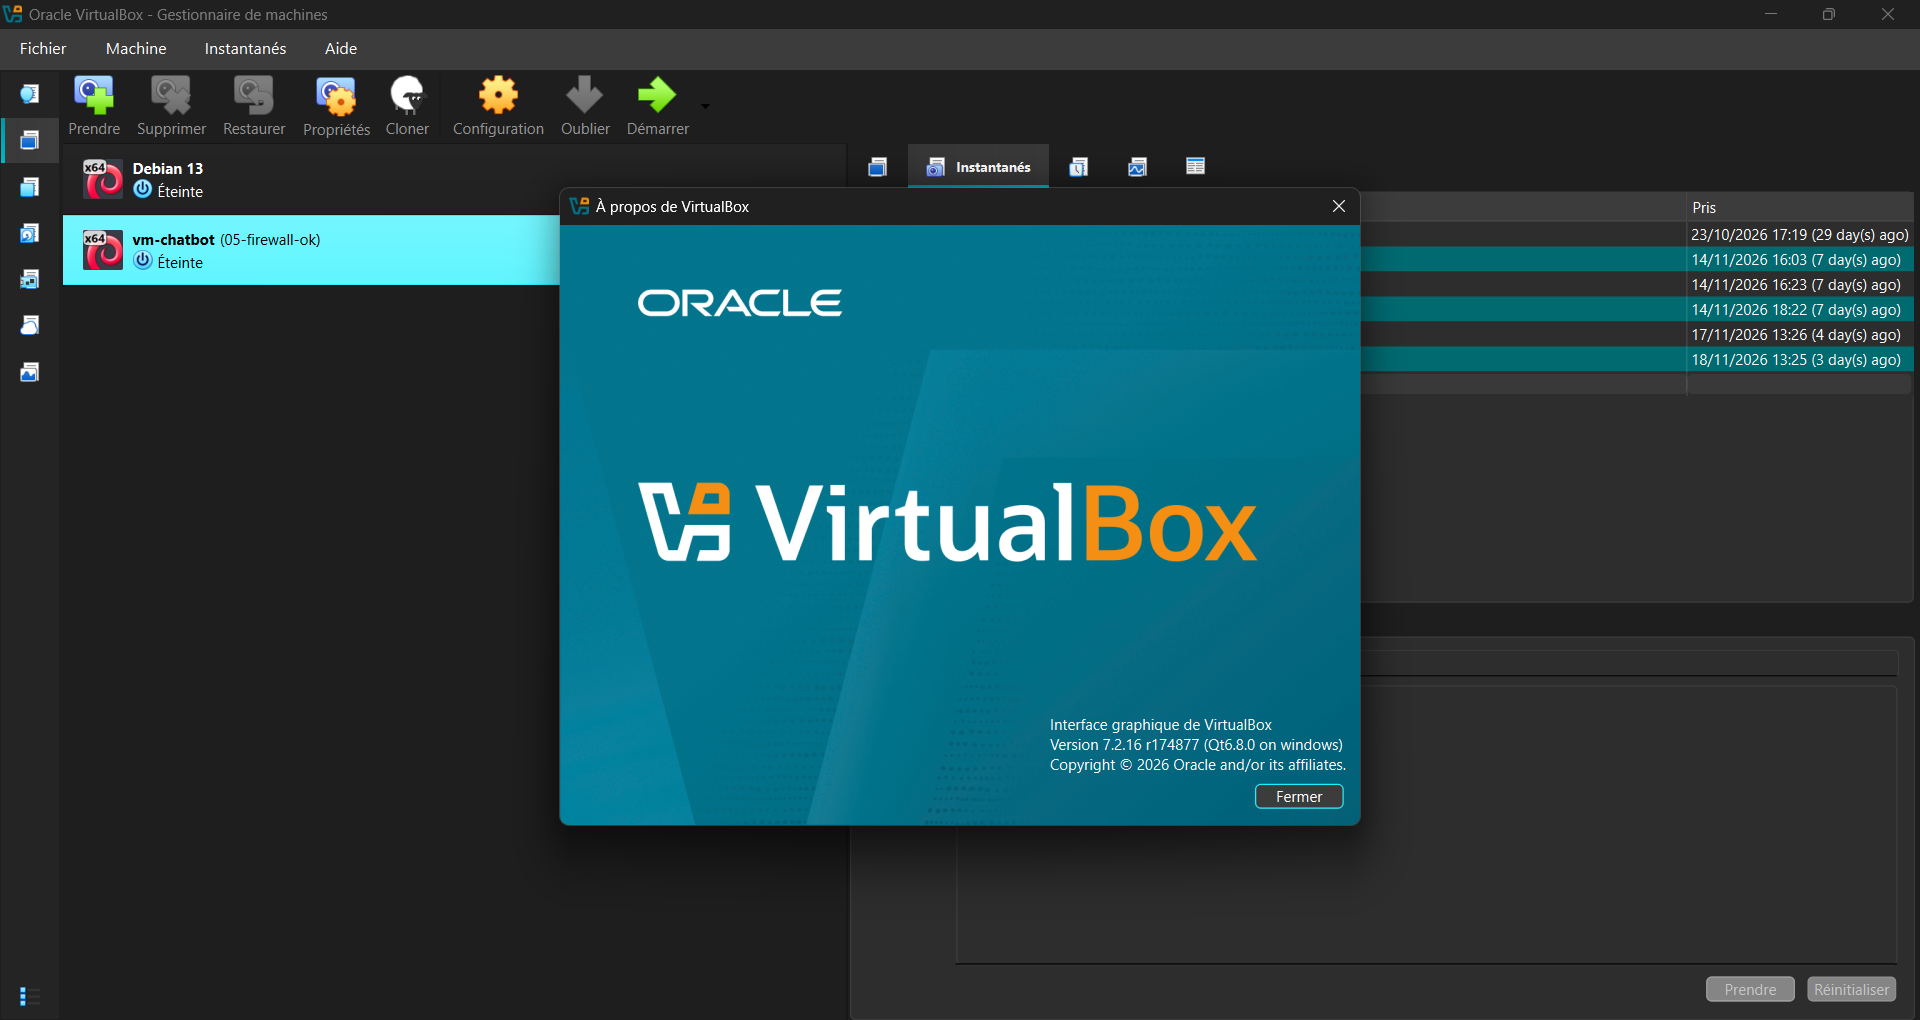 Oracle VirtualBox - Gestionnaire de machines
Fichier Machine Instantanés Aide
Prendre Supprimer Restaurer Propriétés Cloner Configuration Oublier Démarrer
x64 Debian 13
Éteinte
x64 vm-chatbot (05-firewall-ok)
Éteinte
Instantanés
Pris
23/10/2026 17:19 (29 day(s) ago)
14/11/2026 16:03 (7 day(s) ago)
14/11/2026 16:23 (7 day(s) ago)
14/11/2026 18:22 (7 day(s) ago)
17/11/2026 13:26 (4 day(s) ago)
18/11/2026 13:25 (3 day(s) ago)
À propos de VirtualBox
ORACLE
VirtualBox
Interface graphique de VirtualBox
Version 7.2.16 r174877 (Qt6.8.0 on windows)
Copyright © 2026 Oracle and/or its affiliates.
Fermer
Prendre Réinitialiser